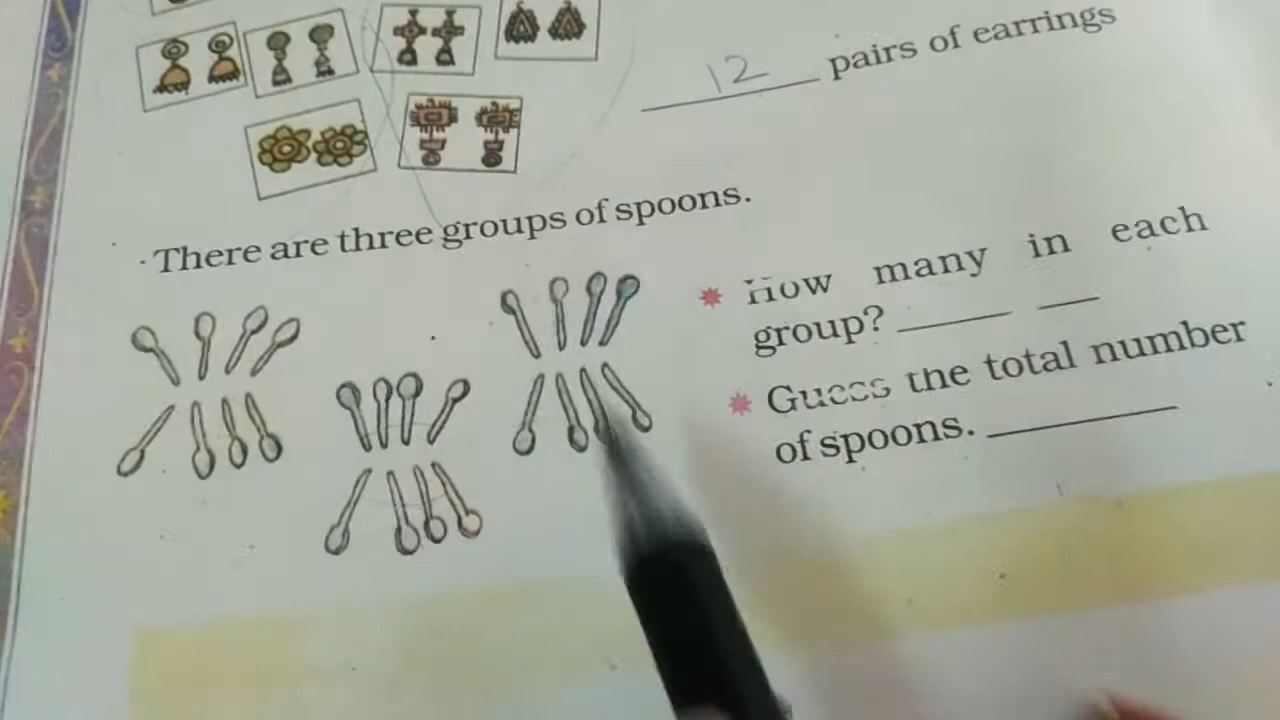 12 pairs of earrings
There are three groups of spoons.
How many in each
group?
Guess the total number
of spoons.